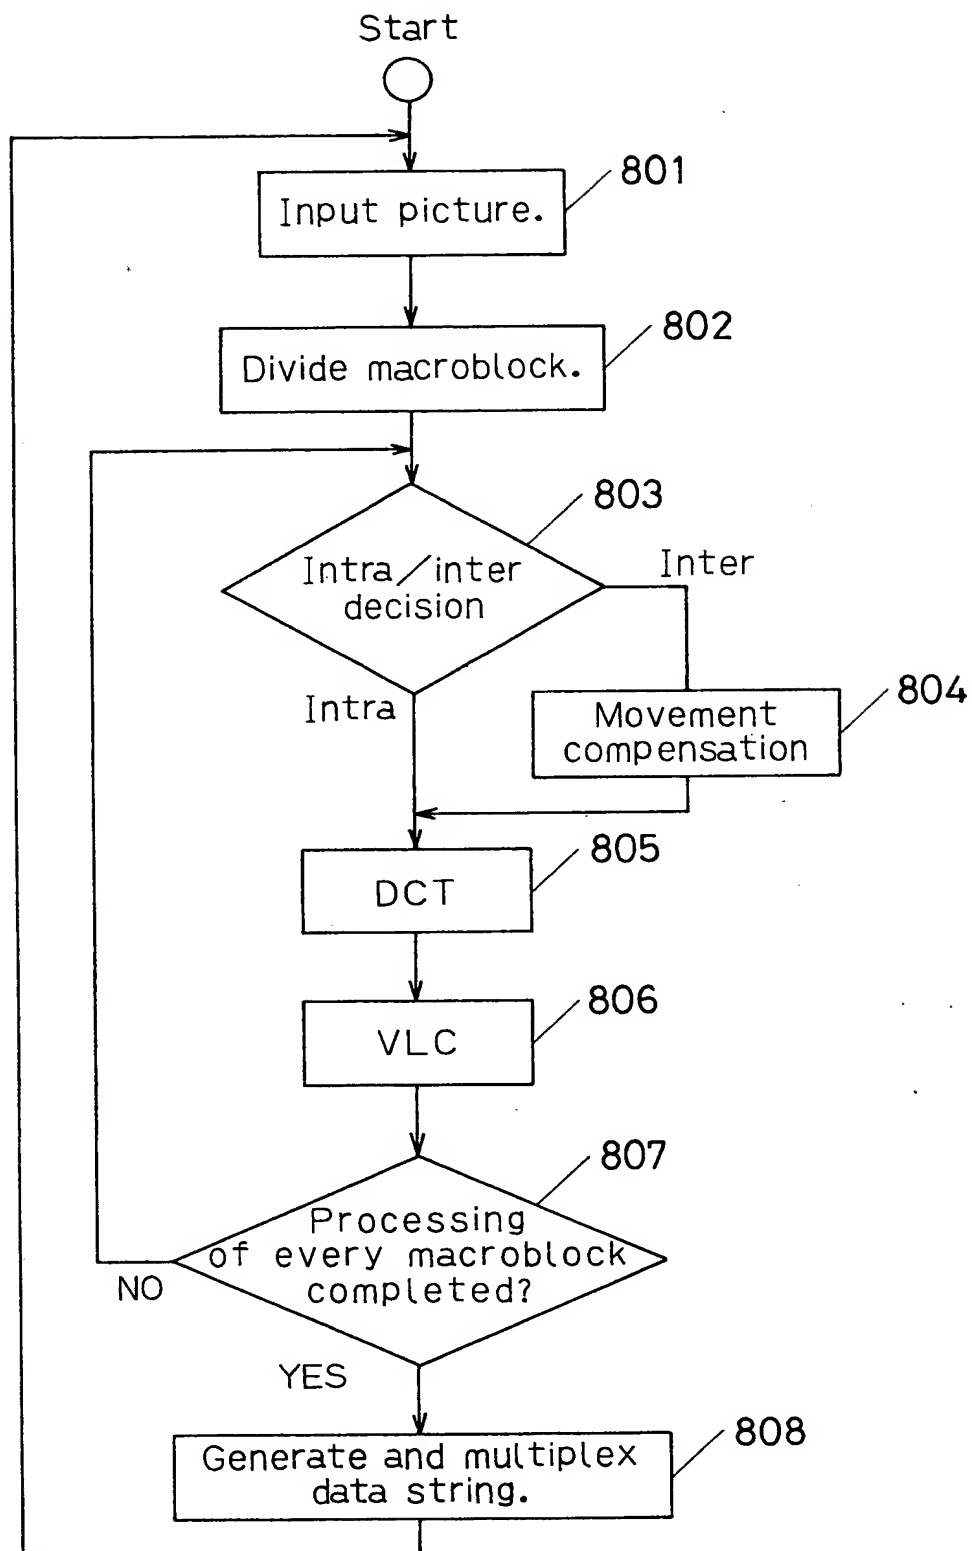 Start
801
Input picture.
802
Divide macroblock.
803
Intra/inter
decision
Inter
Intra
804
Movement
compensation
805
DCT
806
VLC
807
Processing
of every macroblock
completed?
NO
YES
808
Generate and multiplex
data string.